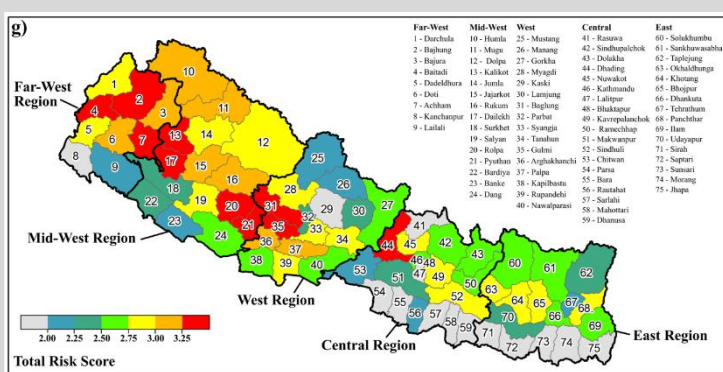 g)
Far-West
1 - Darchula
2 - Bajhung
3 - Bajura
4 - Baitadi
5 - Dadeldhura
6 - Doti
7 - Achham
8 - Kanchanpur
9 - Lailali
Mid-West
10 - Humla
11 - Mugu
12 - Dolpa
13 - Kalikot
14 - Jumla
15 - Jajarkot
16 - Rukum
17 - Dailekh
18 - Surkhet
19 - Salyan
20 - Rolpa
21 - Pyuthan
22 - Bardiya
23 - Banke
24 - Dang
West
25 - Mustang
26 - Manang
27 - Gorkha
28 - Myagdi
29 - Kaski
30 - Lamjung
31 - Baglung
32 - Parbat
33 - Syangja
34 - Tanahun
35 - Gulmi
36 - Arghakhanchi
37 - Palpa
38 - Kapilbastu
39 - Rupandehi
40 - Nawalparasi
Central
41 - Rasuwa
42 - Sindhupalchok
43 - Dolakha
44 - Dhading
45 - Nuwakot
46 - Kathmandu
47 - Lalitpur
48 - Bhaktapur
49 - Kavrepalanchok
50 - Ramechhap
51 - Makwanpur
52 - Sindhuli
53 - Chitwan
54 - Parsa
55 - Bara
56 - Rautahat
57 - Sarlahi
58 - Mahottari
59 - Dhanusa
East
60 - Solukhumbu
61 - Sankhuwasabha
62 - Taplejung
63 - Okhaldhunga
64 - Khotang
65 - Bhojpur
66 - Dhankuta
67 - Tehrathum
68 - Panchthar
69 - Ilam
70 - Udayapur
71 - Sirah
72 - Saptari
73 - Sunsari
74 - Morang
75 - Jhapa
Far-West
Region
1
2
3
4
5
6
7
8
9
10
11
12
13
14
15
16
17
18
19
20
21
22
23
24
Mid-West Region
25
26
27
28
29
30
31
32
33
34
35
36
37
38
39
40
West Region
41
42
43
44
45
46
47
48
49
50
51
52
53
54
55
56
57
58
59
Central Region
60
61
62
63
64
65
66
67
68
69
70
71
72
73
74
75
East Region
2.00 2.25 2.50 2.75 3.00 3.25
Total Risk Score